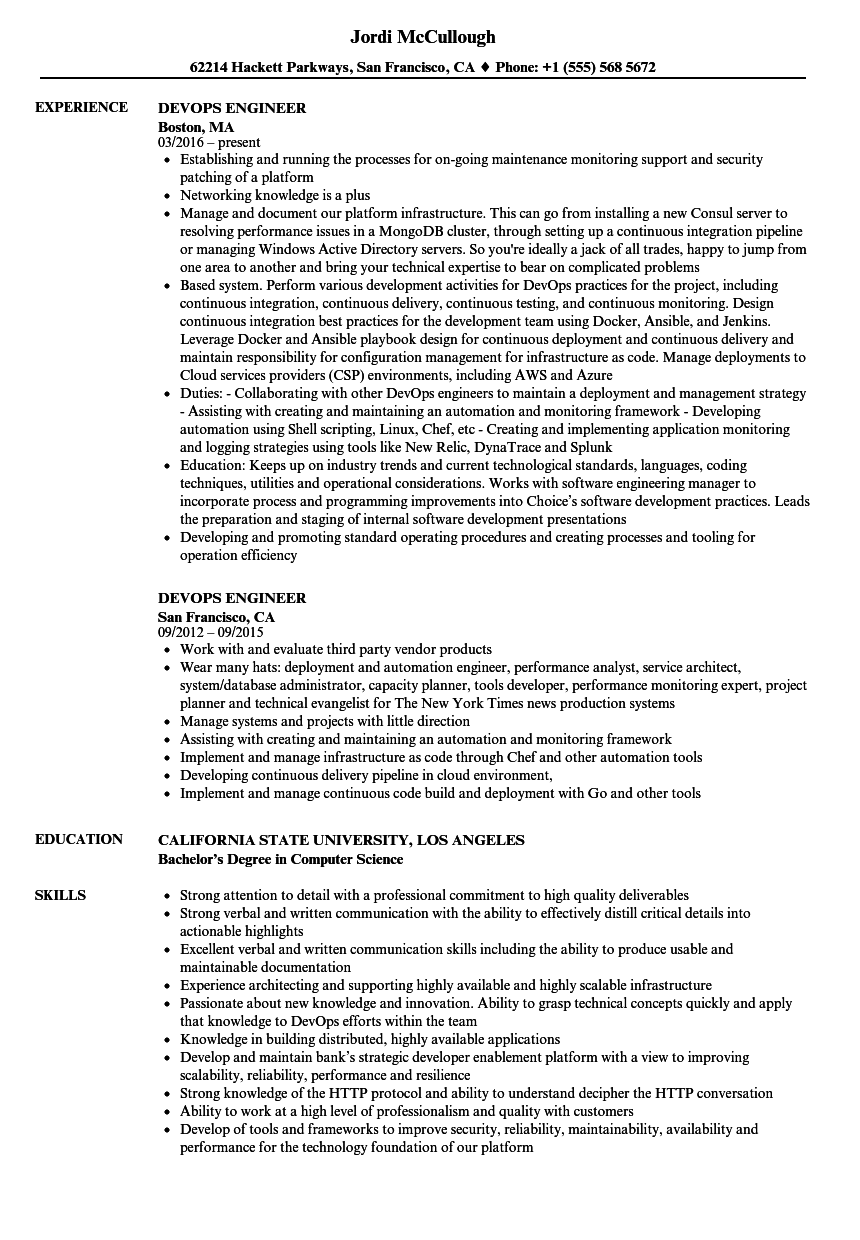 Jordi McCullough
62214 Hackett Parkways, San Francisco, CA ♦ Phone: +1 (555) 568 5672
EXPERIENCE
DEVOPS ENGINEER
Boston, MA
03/2016 – present
• Establishing and running the processes for on-going maintenance monitoring support and security
patching of a platform
• Networking knowledge is a plus
• Manage and document our platform infrastructure. This can go from installing a new Consul server to
resolving performance issues in a MongoDB cluster, through setting up a continuous integration pipeline
or managing Windows Active Directory servers. So you're ideally a jack of all trades, happy to jump from
one area to another and bring your technical expertise to bear on complicated problems
• Based system. Perform various development activities for DevOps practices for the project, including
continuous integration, continuous delivery, continuous testing, and continuous monitoring. Design
continuous integration best practices for the development team using Docker, Ansible, and Jenkins.
Leverage Docker and Ansible playbook design for continuous deployment and continuous delivery and
maintain responsibility for configuration management for infrastructure as code. Manage deployments to
Cloud services providers (CSP) environments, including AWS and Azure
• Duties: - Collaborating with other DevOps engineers to maintain a deployment and management strategy
- Assisting with creating and maintaining an automation and monitoring framework - Developing
automation using Shell scripting, Linux, Chef, etc - Creating and implementing application monitoring
and logging strategies using tools like New Relic, DynaTrace and Splunk
• Education: Keeps up on industry trends and current technological standards, languages, coding
techniques, utilities and operational considerations. Works with software engineering manager to
incorporate process and programming improvements into Choice’s software development practices. Leads
the preparation and staging of internal software development presentations
• Developing and promoting standard operating procedures and creating processes and tooling for
operation efficiency
DEVOPS ENGINEER
San Francisco, CA
09/2012 – 09/2015
• Work with and evaluate third party vendor products
• Wear many hats: deployment and automation engineer, performance analyst, service architect,
system/database administrator, capacity planner, tools developer, performance monitoring expert, project
planner and technical evangelist for The New York Times news production systems
• Manage systems and projects with little direction
• Assisting with creating and maintaining an automation and monitoring framework
• Implement and manage infrastructure as code through Chef and other automation tools
• Developing continuous delivery pipeline in cloud environment,
• Implement and manage continuous code build and deployment with Go and other tools
EDUCATION
CALIFORNIA STATE UNIVERSITY, LOS ANGELES
Bachelor’s Degree in Computer Science
SKILLS
• Strong attention to detail with a professional commitment to high quality deliverables
• Strong verbal and written communication with the ability to effectively distill critical details into
actionable highlights
• Excellent verbal and written communication skills including the ability to produce usable and
maintainable documentation
• Experience architecting and supporting highly available and highly scalable infrastructure
• Passionate about new knowledge and innovation. Ability to grasp technical concepts quickly and apply
that knowledge to DevOps efforts within the team
• Knowledge in building distributed, highly available applications
• Develop and maintain bank’s strategic developer enablement platform with a view to improving
scalability, reliability, performance and resilience
• Strong knowledge of the HTTP protocol and ability to understand decipher the HTTP conversation
• Ability to work at a high level of professionalism and quality with customers
• Develop of tools and frameworks to improve security, reliability, maintainability, availability and
performance for the technology foundation of our platform